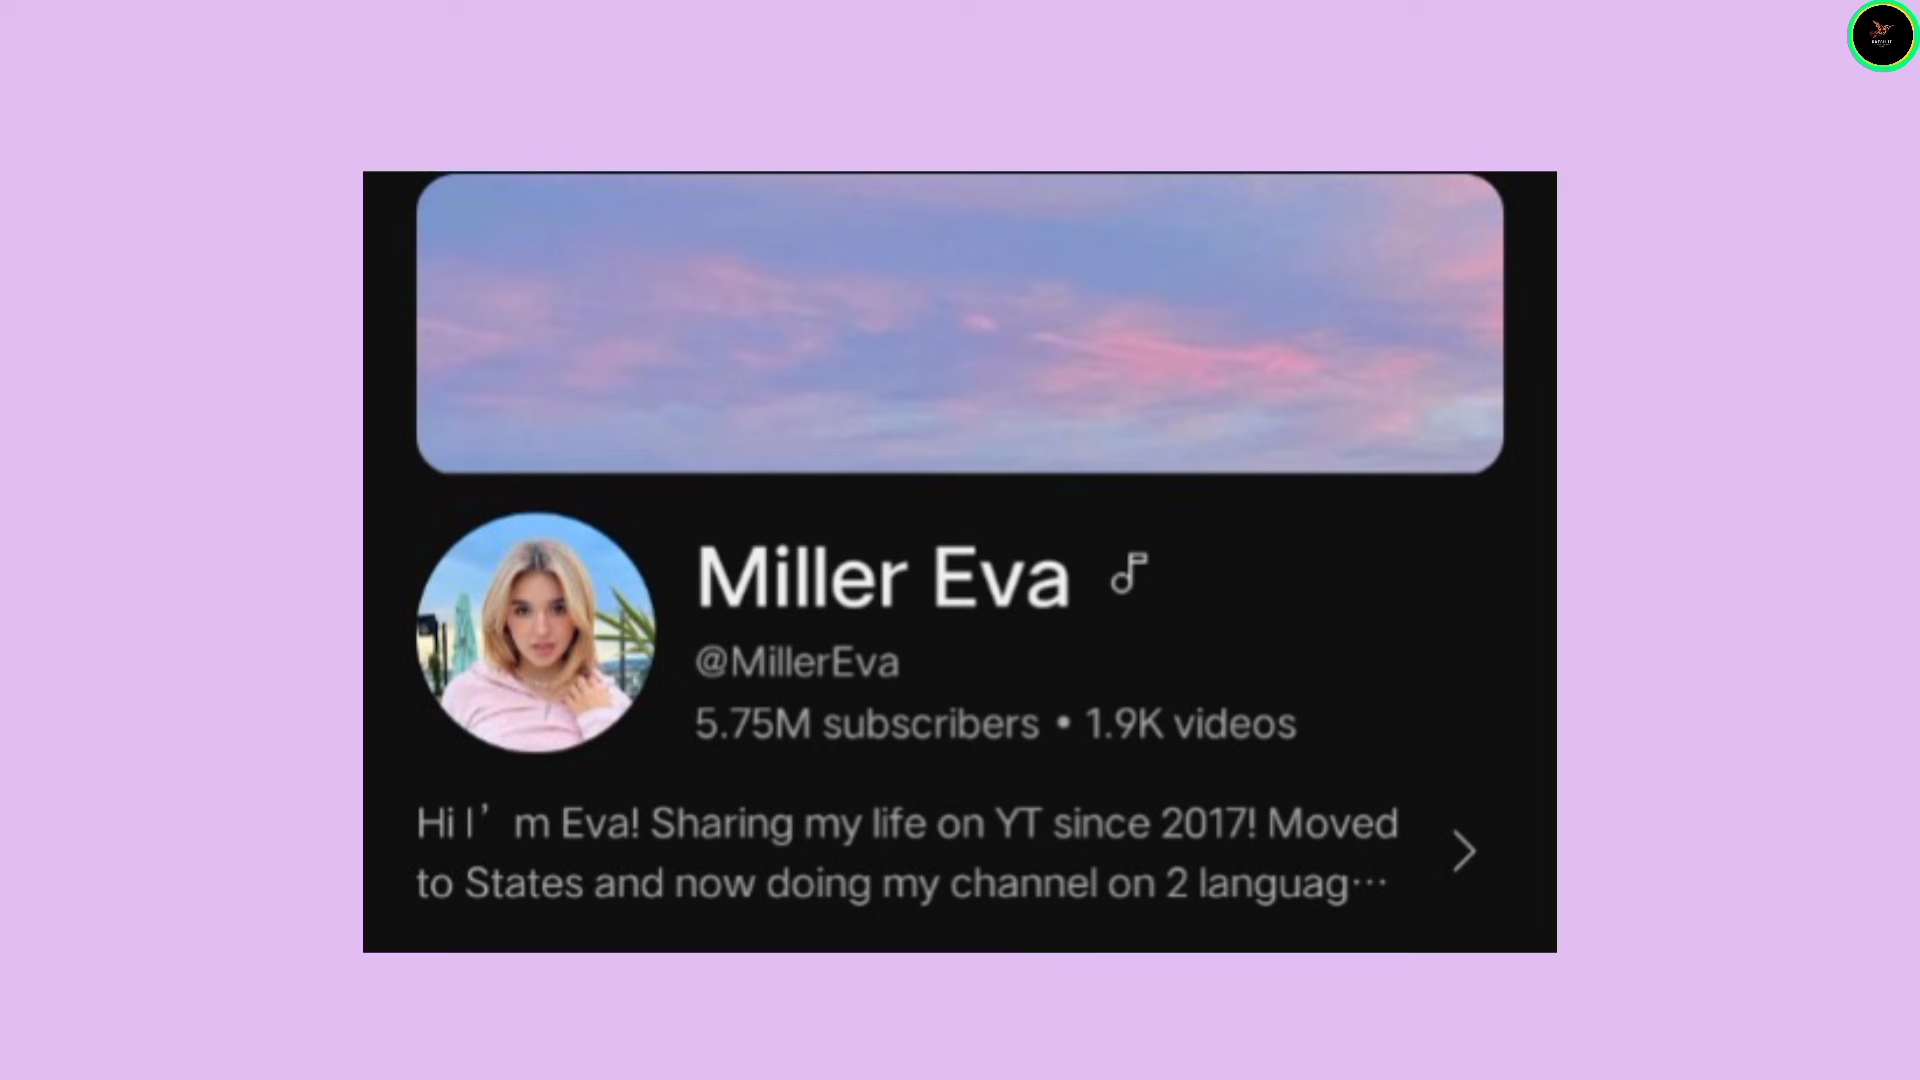 Miller Eva
@MillerEva
5.75M subscribers • 1.9K videos
Hi I’m Eva! Sharing my life on YT since 2017! Moved
to States and now doing my channel on 2 languag…